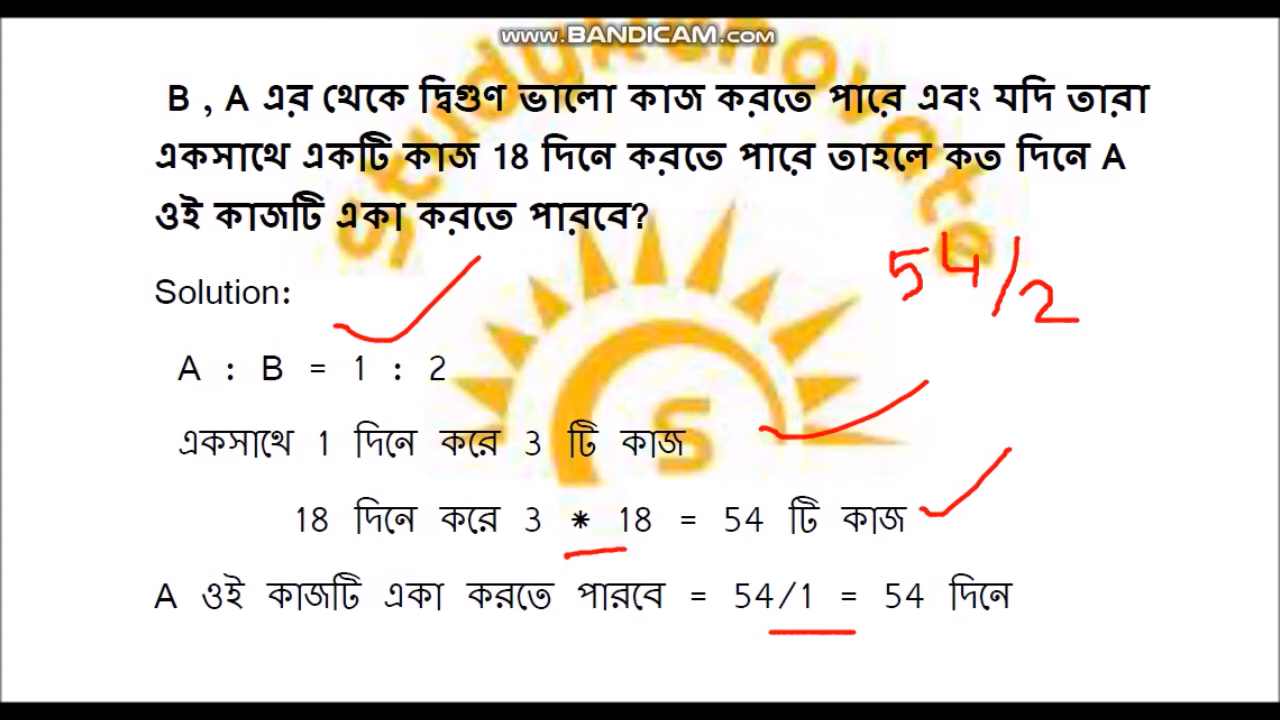 www.BANDICAM.com
B , A এর থেকে দ্বিগুণ ভালো কাজ করতে পারে এবং যদি তারা
একসাথে একটি কাজ 18 দিনে করতে পারে তাহলে কত দিনে A
ওই কাজটি একা করতে পারবে?
54/2
Solution:
A : B = 1 : 2
একসাথে 1 দিনে করে 3 টি কাজ
18 দিনে করে 3 * 18 = 54 টি কাজ
A ওই কাজটি একা করতে পারবে = 54/1 = 54 দিনে
S